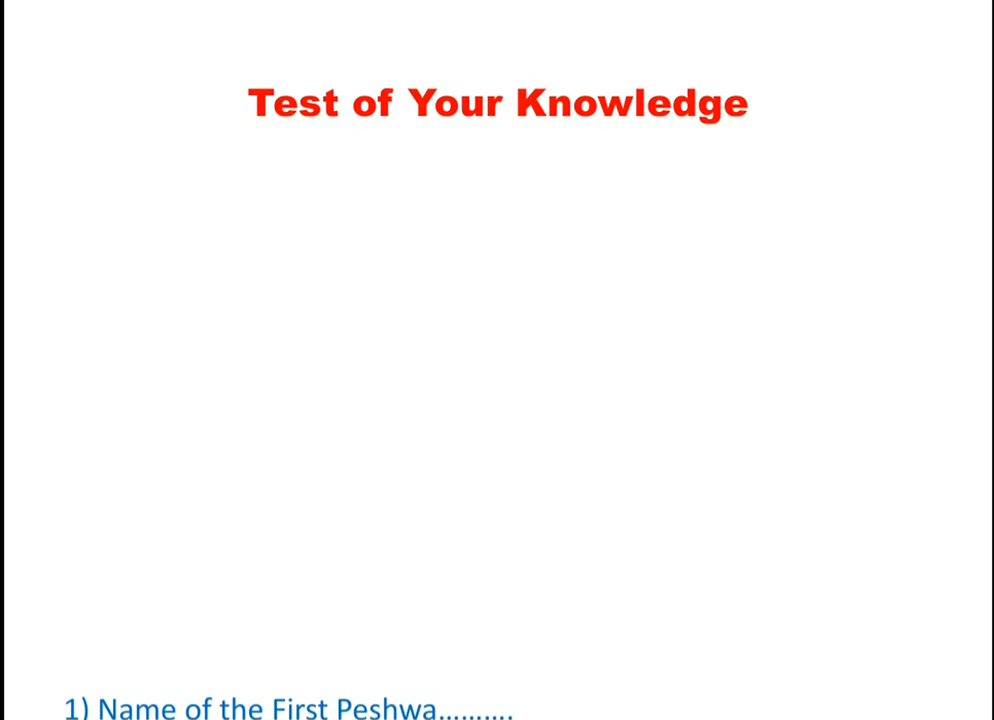 Test of Your Knowledge
1) Name of the First Peshwa..........